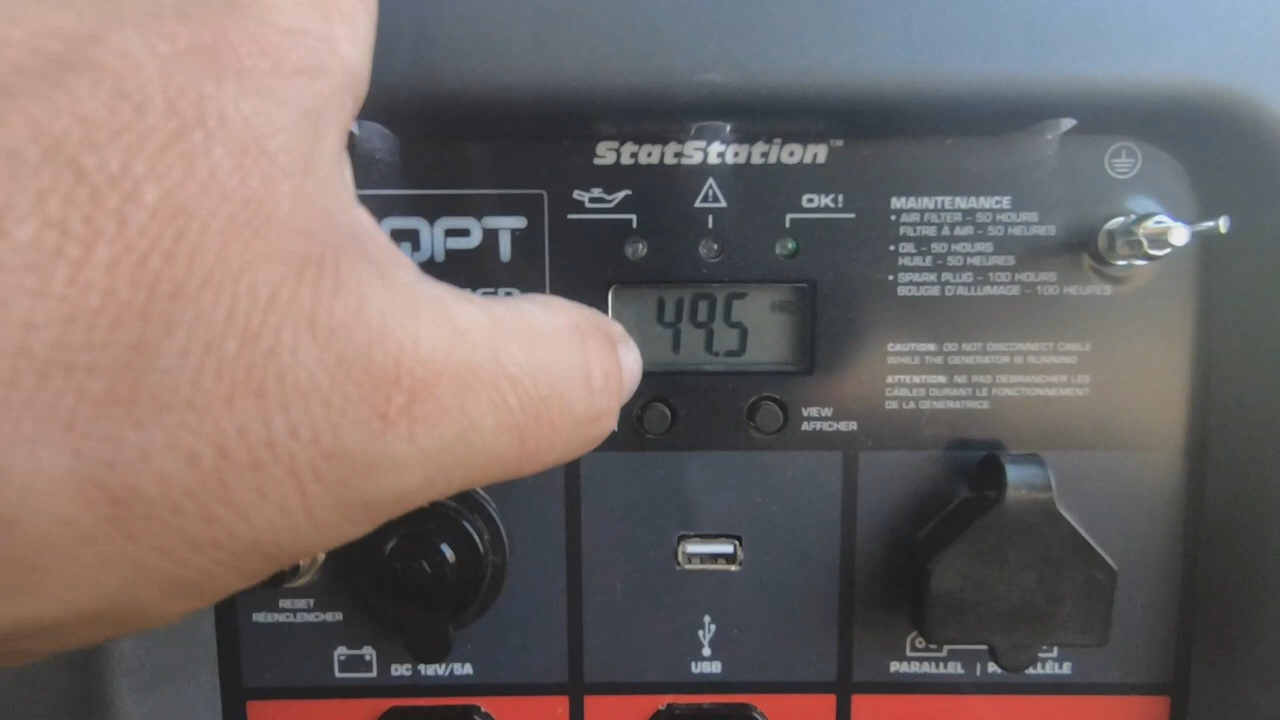 StatStation™
OK!
QPT
49.5
HRS
VIEW
AFFICHER
MAINTENANCE
• AIR FILTER – 50 HOURS
FILTRE À AIR – 50 HEURES
• OIL – 50 HOURS
HUILE – 50 HEURES
• SPARK PLUG – 100 HOURS
BOUGIE D'ALLUMAGE – 100 HEURES
CAUTION: DO NOT DISCONNECT CABLE
WHILE THE GENERATOR IS RUNNING
ATTENTION: NE PAS DÉBRANCHER LES
CÂBLES DURANT LE FONCTIONNEMENT
DE LA GÉNÉRATRICE.
RESET
RÉENCLENCHER
DC 12V/5A
USB
PARALLEL | PARALLÈLE